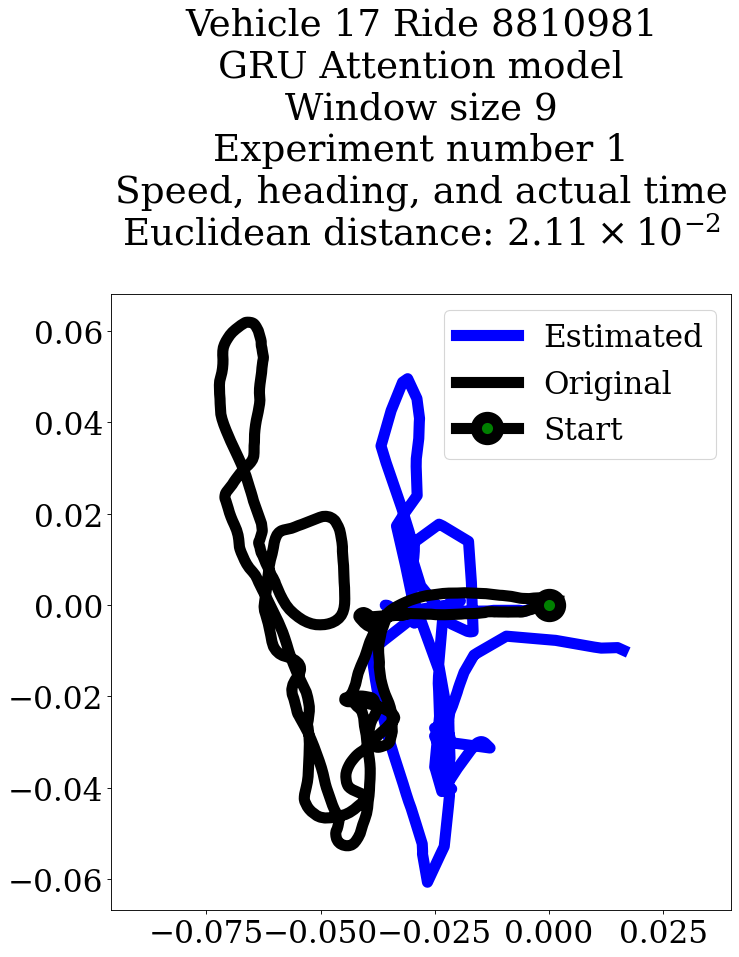 Vehicle 17 Ride 8810981
GRU Attention model
Window size 9
Experiment number 1
Speed, heading, and actual time
Euclidean distance: 2.11 × 10⁻²
Estimated
Original
Start
0.06
0.04
0.02
0.00
−0.02
−0.04
−0.06
−0.075 −0.050 −0.025 0.000 0.025